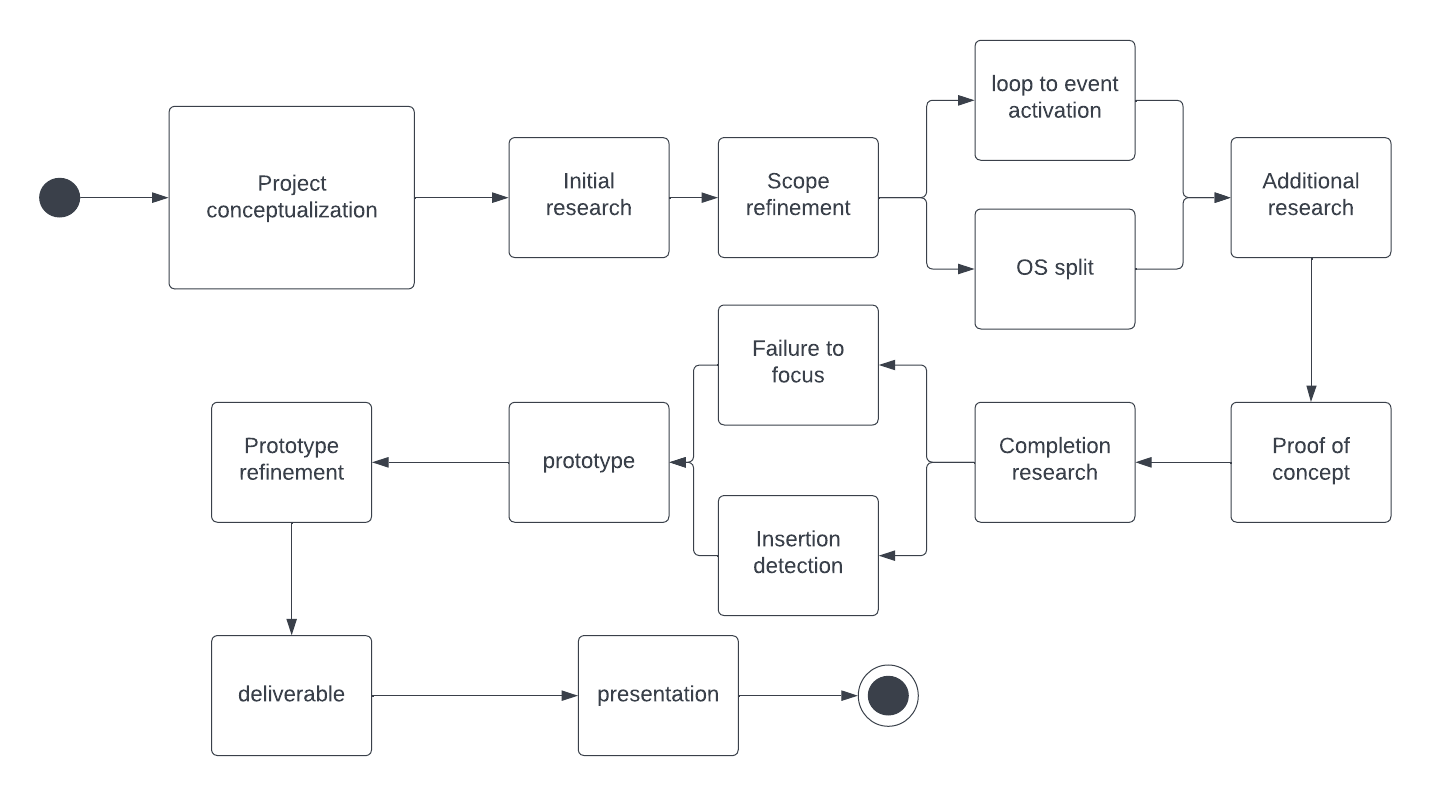 Project
conceptualization
Initial
research
Scope
refinement
loop to event
activation
OS split
Additional
research
Proof of
concept
Completion
research
Failure to
focus
Insertion
detection
prototype
Prototype
refinement
deliverable
presentation